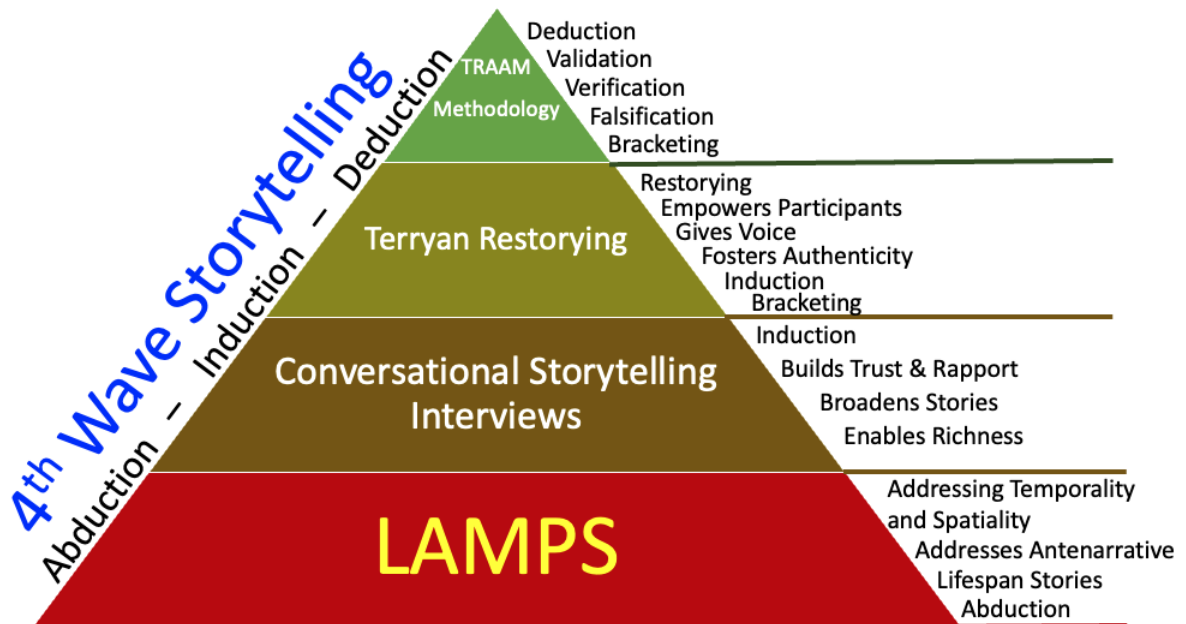 4th Wave Storytelling
Abduction – Induction – Deduction
TRAAM
Methodology
Deduction
Validation
Verification
Falsification
Bracketing
Terryan Restorying
Restorying
Empowers Participants
Gives Voice
Fosters Authenticity
Induction
Bracketing
Conversational Storytelling
Interviews
Induction
Builds Trust & Rapport
Broadens Stories
Enables Richness
LAMPS
Addressing Temporality
and Spatiality
Addresses Antenarrative
Lifespan Stories
Abduction